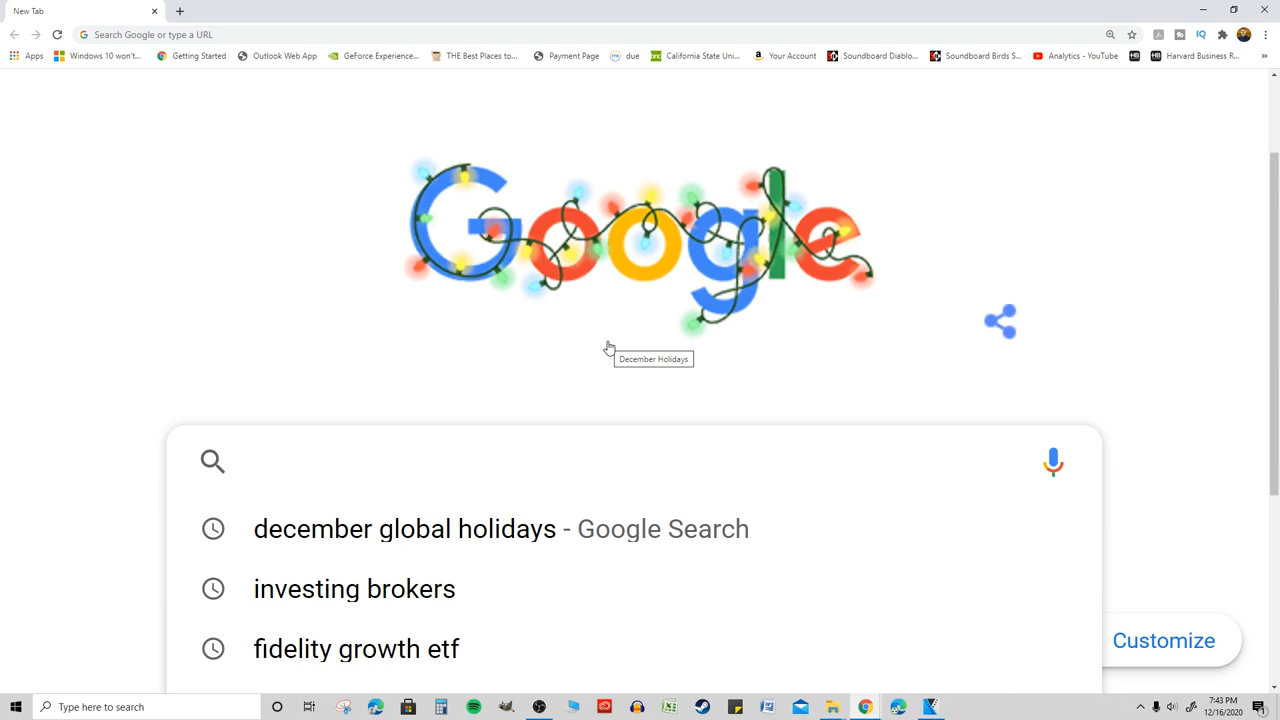 New Tab
Search Google or type a URL
Apps Windows 10 won't... Getting Started Outlook Web App GeForce Experience... THE Best Places to... Payment Page due California State Uni... Your Account Soundboard Diablo... Soundboard Birds S... Analytics - YouTube Harvard Business R... »
Google
December Holidays
december global holidays - Google Search
investing brokers
fidelity growth etf
Customize
Type here to search
7:43 PM
12/16/2020